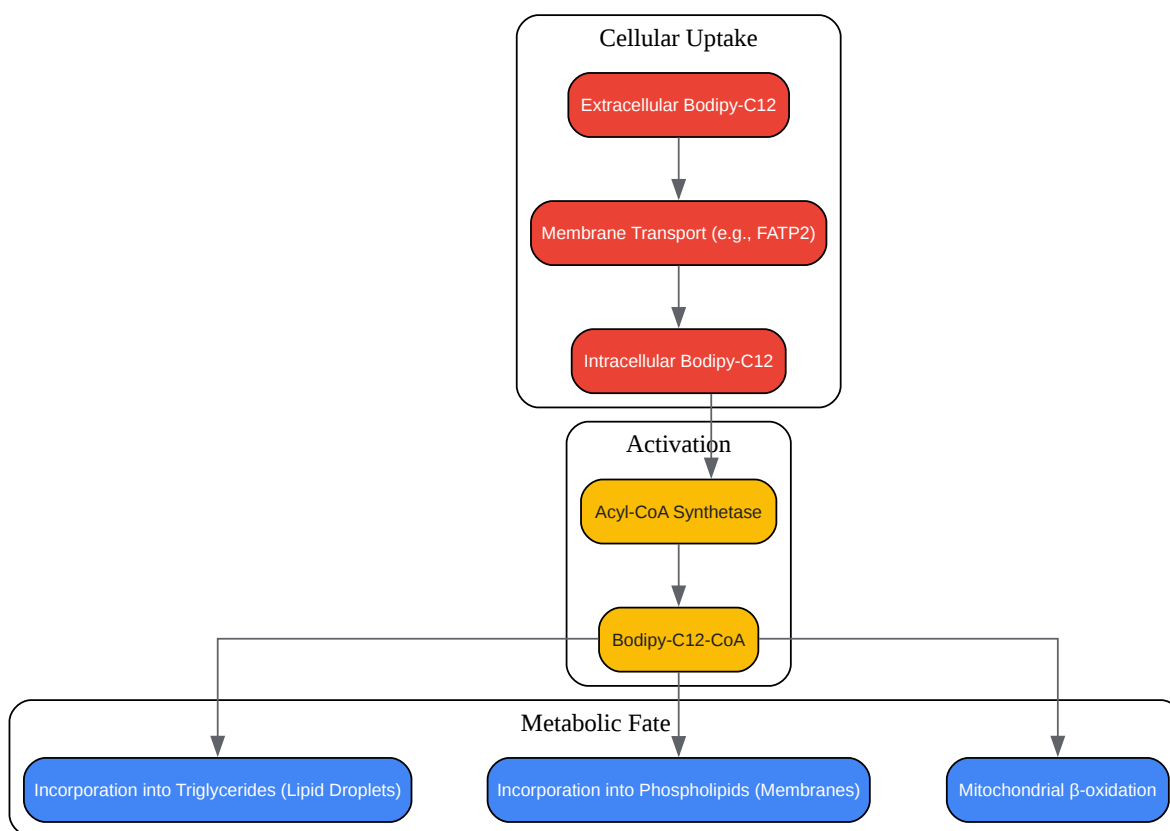 Cellular Uptake
Extracellular Bodipy-C12
Membrane Transport (e.g., FATP2)
Intracellular Bodipy-C12
Activation
Acyl-CoA Synthetase
Bodipy-C12-CoA
Metabolic Fate
Incorporation into Triglycerides (Lipid Droplets)
Incorporation into Phospholipids (Membranes)
Mitochondrial β-oxidation